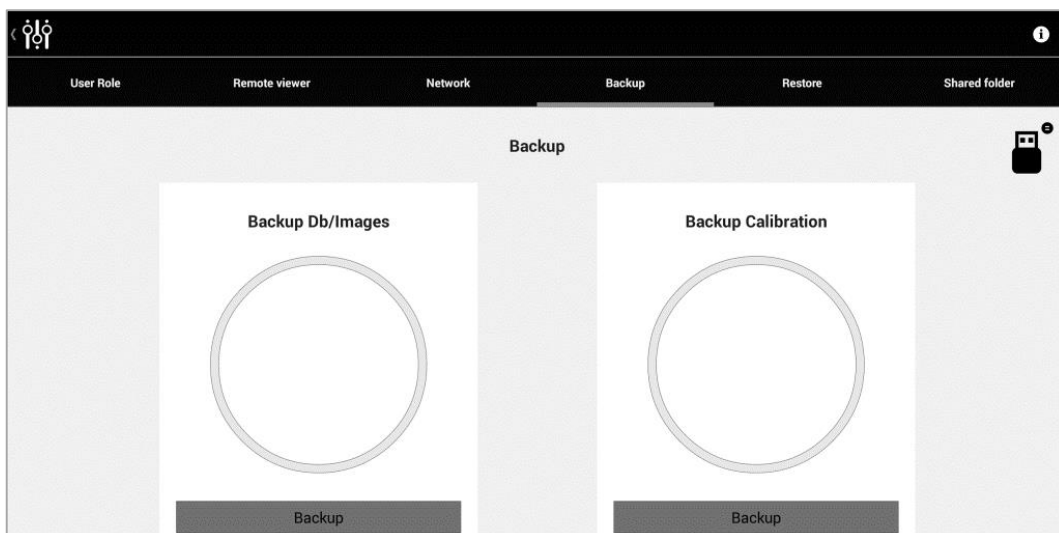 User Role Remote viewer Network Backup Restore Shared folder
Backup
Backup Db/Images Backup Calibration
Backup Backup